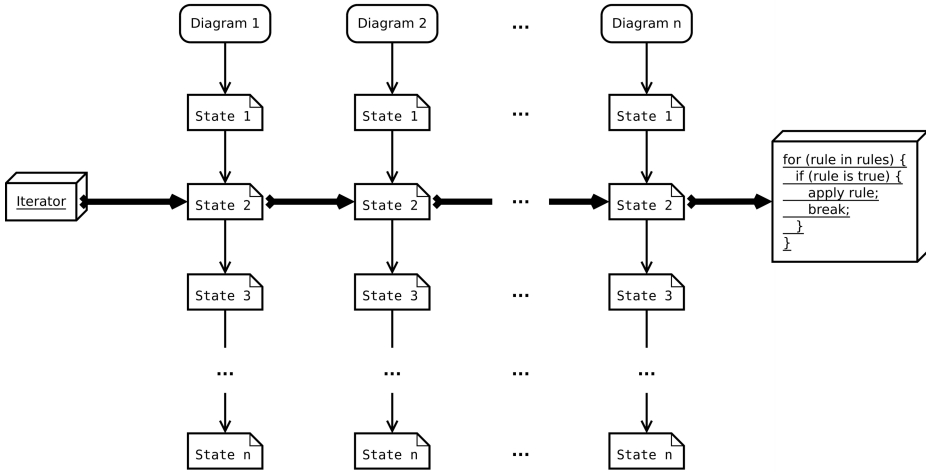 Diagram 1
Diagram 2
...
Diagram n
State 1
State 1
...
State 1
Iterator
State 2
State 2
...
State 2
for (rule in rules) {
if (rule is true) {
apply rule;
break;
}
}
State 3
State 3
...
State 3
...
...
...
...
State n
State n
...
State n